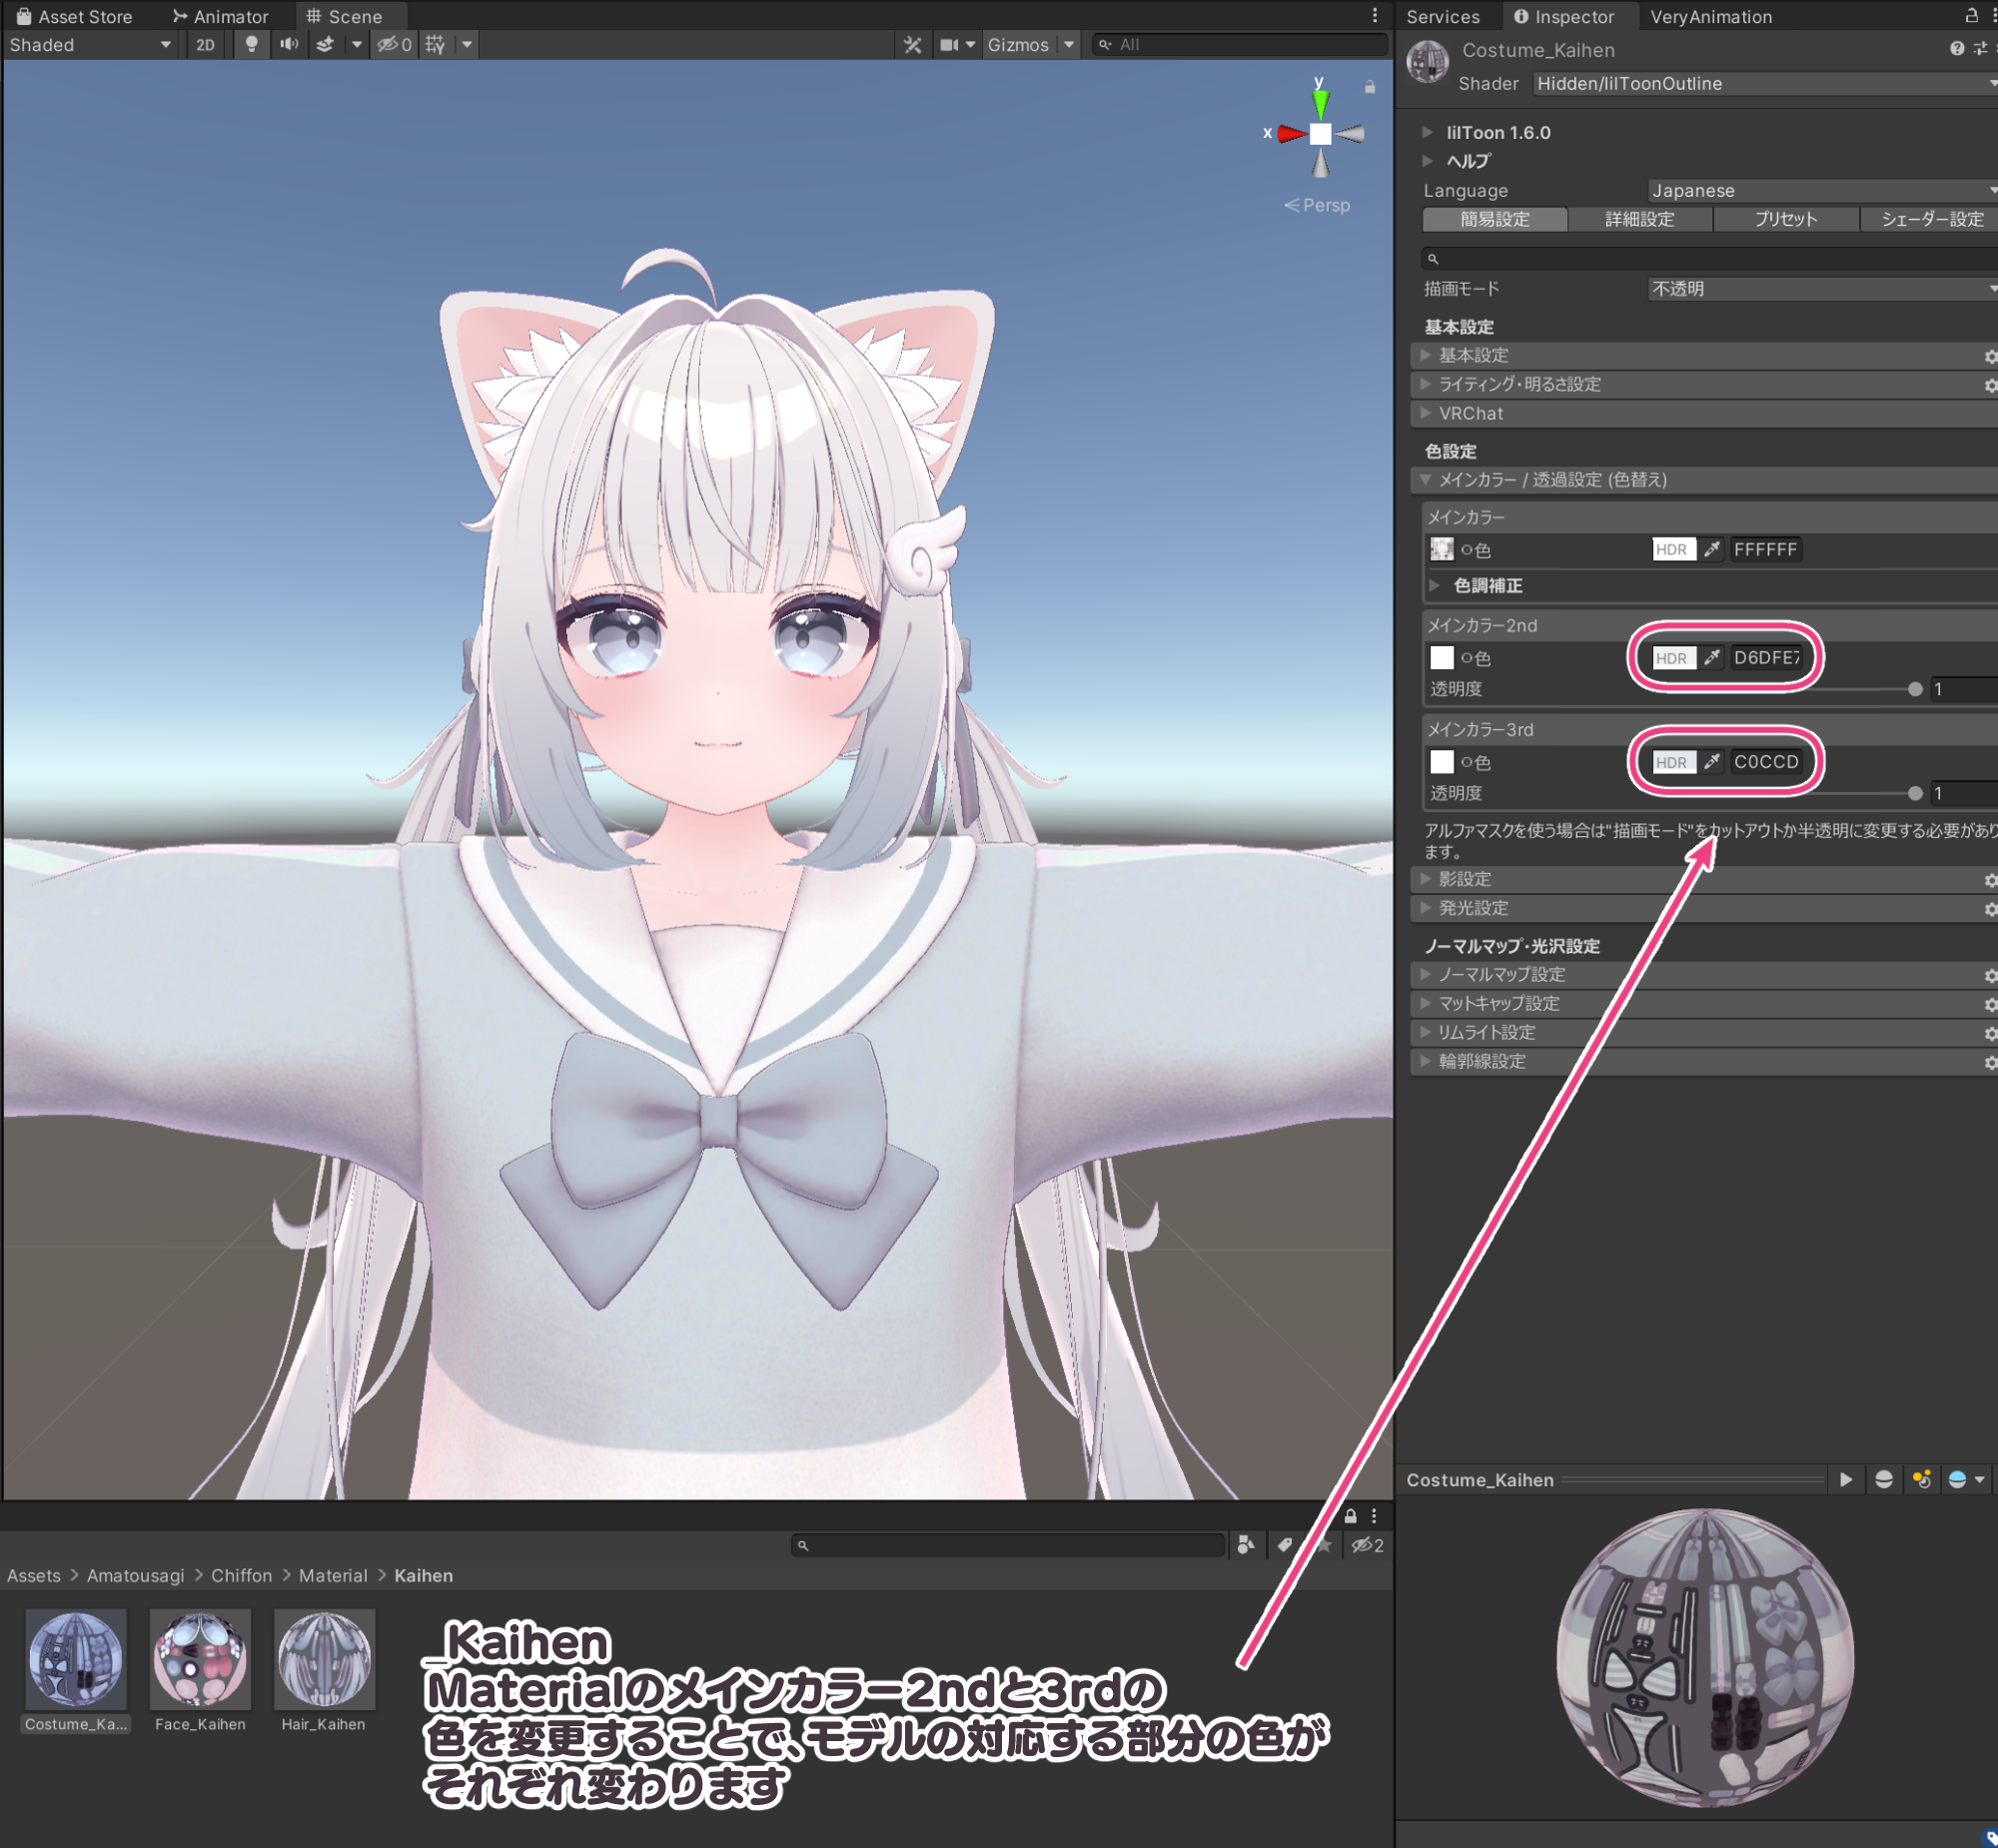 Asset Store
Animator
Scene
Services
Inspector
VeryAnimation
Shaded
2D
0
Gizmos
All
Costume_Kaihen
Shader
Hidden/lilToonOutline
y
x
Persp
lilToon 1.6.0
ヘルプ
Language
Japanese
簡易設定
詳細設定
プリセット
シェーダー設定
描画モード
不透明
基本設定
基本設定
ライティング・明るさ設定
VRChat
色設定
メインカラー / 透過設定 (色替え)
メインカラー
色
HDR
FFFFFF
色調補正
メインカラー2nd
色
HDR
D6DFE7
透明度
1
メインカラー3rd
色
HDR
C0CCD
透明度
1
アルファマスクを使う場合は"描画モード"をカットアウトか半透明に変更する必要があり
ます。
影設定
発光設定
ノーマルマップ・光沢設定
ノーマルマップ設定
マットキャップ設定
リムライト設定
輪郭線設定
Costume_Kaihen
2
Assets > Amatousagi > Chiffon > Material > Kaihen
Costume_Ka...
Face_Kaihen
Hair_Kaihen
_Kaihen
Materialのメインカラー2ndと3rdの
色を変更することで、モデルの対応する部分の色が
それぞれ変わります